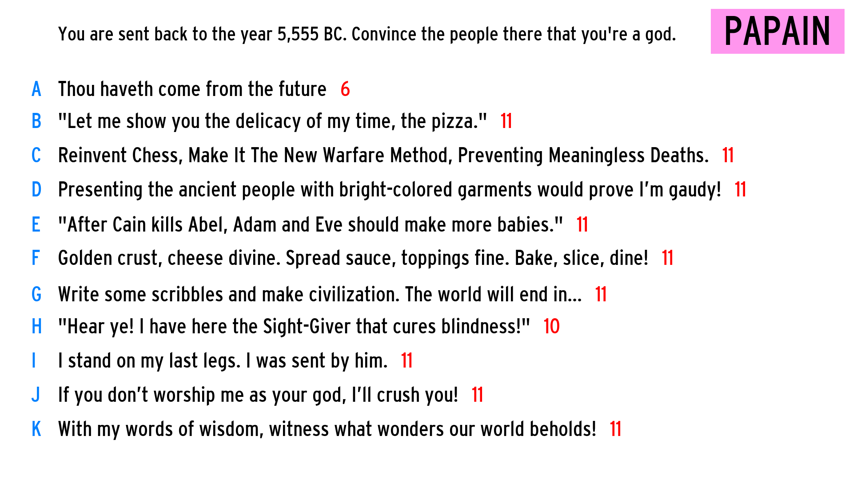 You are sent back to the year 5,555 BC. Convince the people there that you're a god.
PAPAIN
A Thou haveth come from the future 6
B "Let me show you the delicacy of my time, the pizza." 11
C Reinvent Chess, Make It The New Warfare Method, Preventing Meaningless Deaths. 11
D Presenting the ancient people with bright-colored garments would prove I’m gaudy! 11
E "After Cain kills Abel, Adam and Eve should make more babies." 11
F Golden crust, cheese divine. Spread sauce, toppings fine. Bake, slice, dine! 11
G Write some scribbles and make civilization. The world will end in... 11
H "Hear ye! I have here the Sight-Giver that cures blindness!" 10
I I stand on my last legs. I was sent by him. 11
J If you don’t worship me as your god, I’ll crush you! 11
K With my words of wisdom, witness what wonders our world beholds! 11